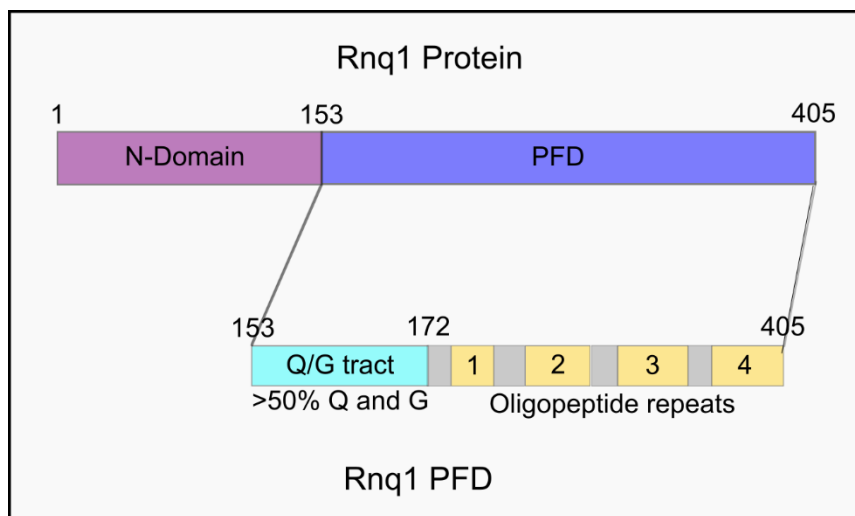 Rnq1 Protein
1 153 405
N-Domain PFD
153 172 405
Q/G tract 1 2 3 4
>50% Q and G Oligopeptide repeats
Rnq1 PFD